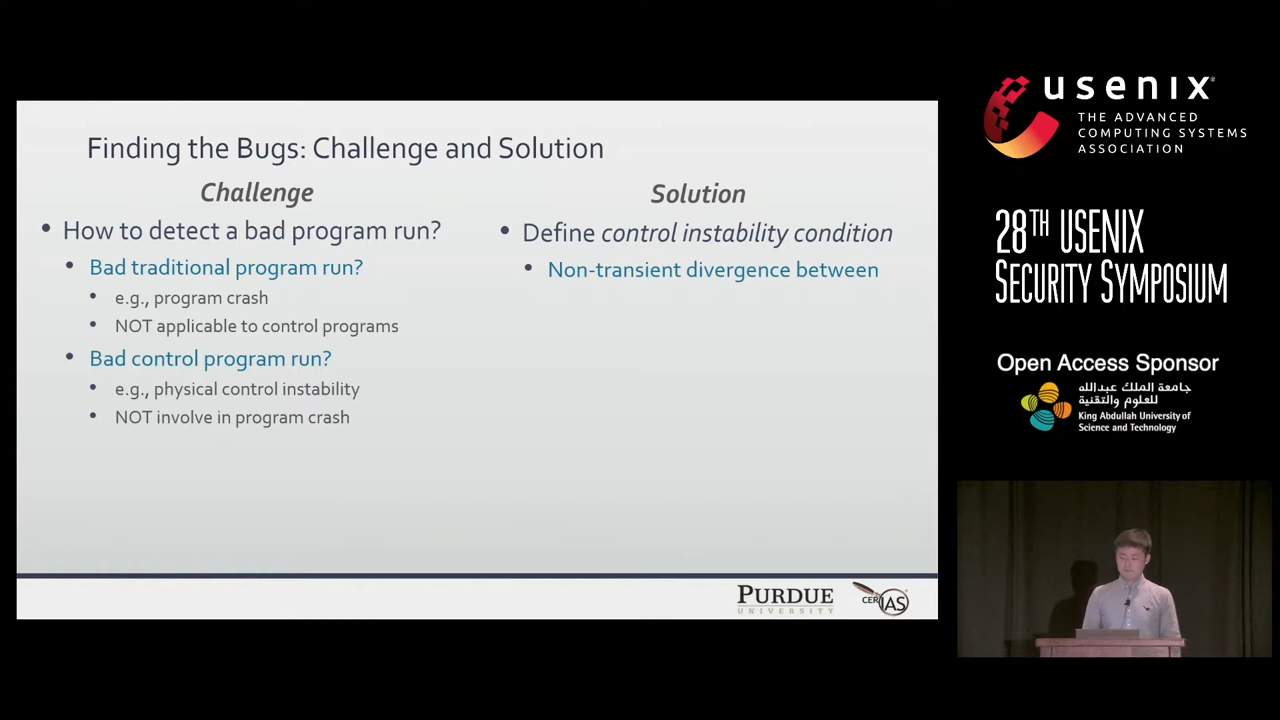 Finding the Bugs: Challenge and Solution
Challenge
• How to detect a bad program run?
• Bad traditional program run?
• e.g., program crash
• NOT applicable to control programs
• Bad control program run?
• e.g., physical control instability
• NOT involve in program crash
Solution
• Define control instability condition
• Non-transient divergence between
PURDUE
UNIVERSITY
CERIAS
usenix
THE ADVANCED
COMPUTING SYSTEMS
ASSOCIATION
28TH USENIX
SECURITY SYMPOSIUM
Open Access Sponsor
جامعة الملك عبدالله
للعلوم والتقنية
King Abdullah University of
Science and Technology